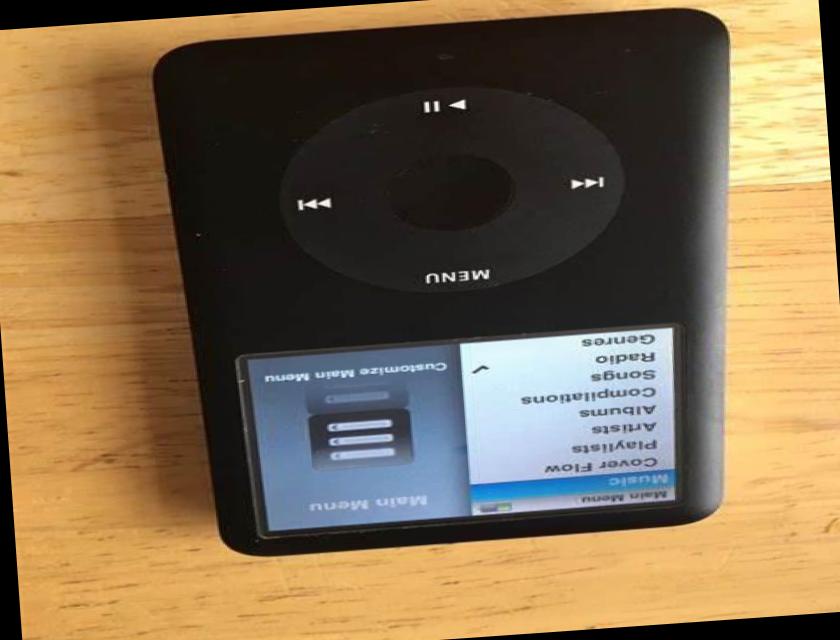 Main Menu
Music
Cover Flow
Playlists
Artists
Albums
Compilations
Songs
Radio
Genres
Main Menu
Customize Main Menu
MENU